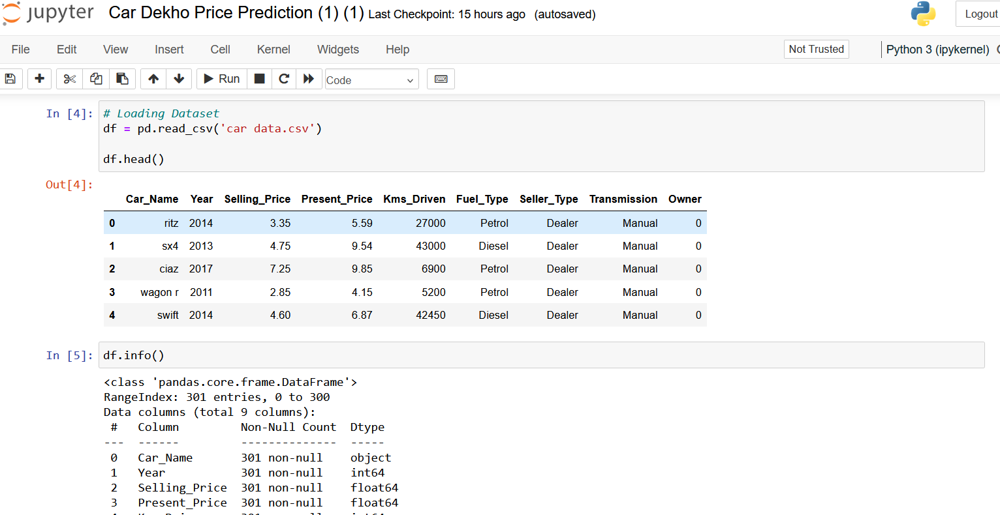 jupyter Car Dekho Price Prediction (1) (1) Last Checkpoint: 15 hours ago (autosaved) Logout
File Edit View Insert Cell Kernel Widgets Help Not Trusted Python 3 (ipykernel)
Run Code
In [4]: # Loading Dataset
df = pd.read_csv('car data.csv')
df.head()
Out[4]:
Car_Name Year Selling_Price Present_Price Kms_Driven Fuel_Type Seller_Type Transmission Owner
0 ritz 2014 3.35 5.59 27000 Petrol Dealer Manual 0
1 sx4 2013 4.75 9.54 43000 Diesel Dealer Manual 0
2 ciaz 2017 7.25 9.85 6900 Petrol Dealer Manual 0
3 wagon r 2011 2.85 4.15 5200 Petrol Dealer Manual 0
4 swift 2014 4.60 6.87 42450 Diesel Dealer Manual 0
In [5]: df.info()
<class 'pandas.core.frame.DataFrame'>
RangeIndex: 301 entries, 0 to 300
Data columns (total 9 columns):
# Column Non-Null Count Dtype
--- ------ -------------- -----
0 Car_Name 301 non-null object
1 Year 301 non-null int64
2 Selling_Price 301 non-null float64
3 Present_Price 301 non-null float64